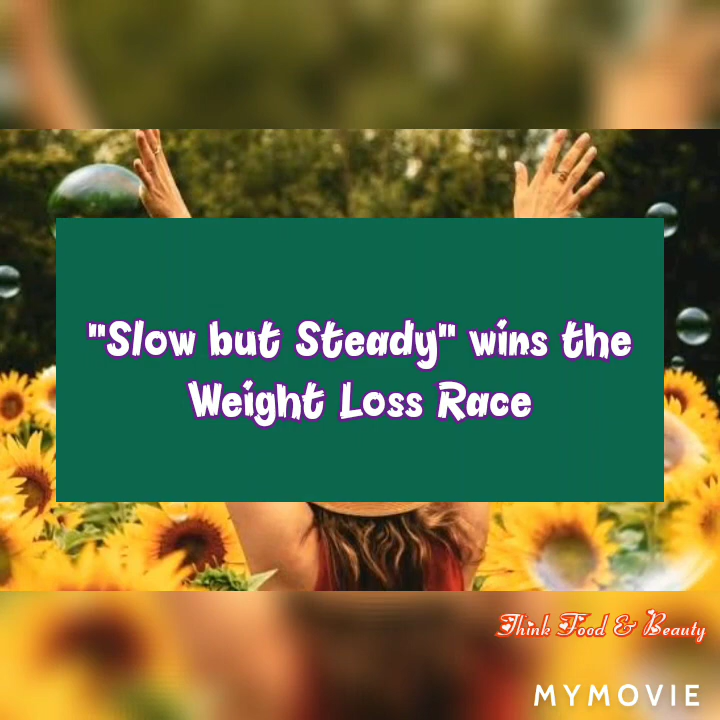 "Slow but Steady" wins the
Weight Loss Race
Think Food & Beauty
MYMOVIE